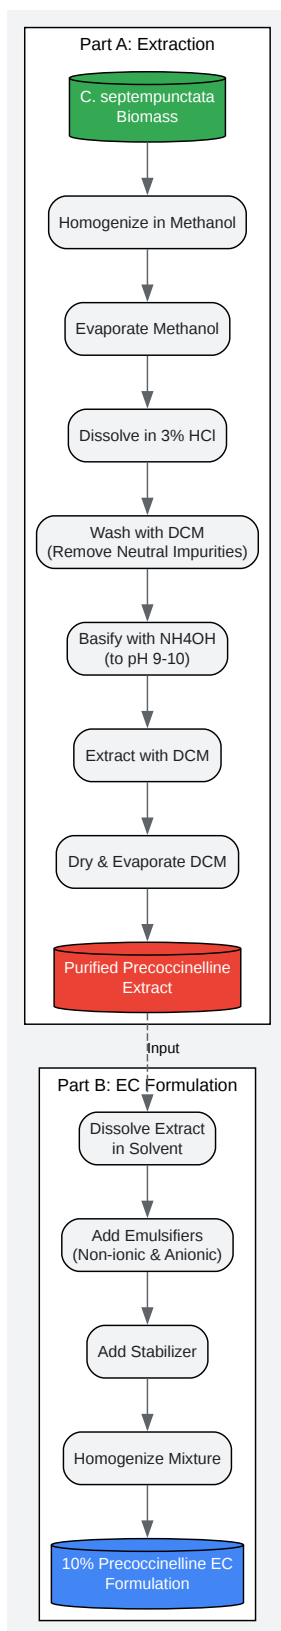 Part A: Extraction
C. septempunctata
Biomass
Homogenize in Methanol
Evaporate Methanol
Dissolve in 3% HCl
Wash with DCM
(Remove Neutral Impurities)
Basify with NH4OH
(to pH 9-10)
Extract with DCM
Dry & Evaporate DCM
Purified Precoccinelline
Extract
Input
Part B: EC Formulation
Dissolve Extract
in Solvent
Add Emulsifiers
(Non-ionic & Anionic)
Add Stabilizer
Homogenize Mixture
10% Precoccinelline EC
Formulation